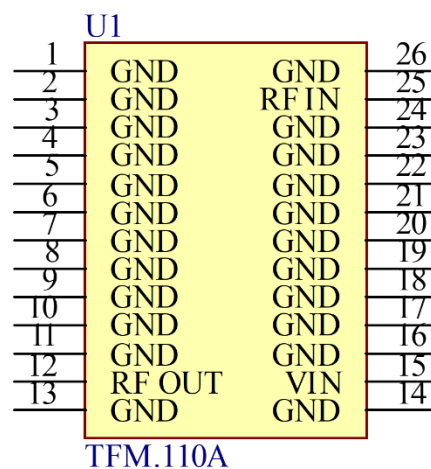 U1
1 GND GND 26
2 GND RF IN 25
3 GND GND 24
4 GND GND 23
5 GND GND 22
6 GND GND 21
7 GND GND 20
8 GND GND 19
9 GND GND 18
10 GND GND 17
11 GND GND 16
12 RF OUT VIN 15
13 GND GND 14
TFM.110A